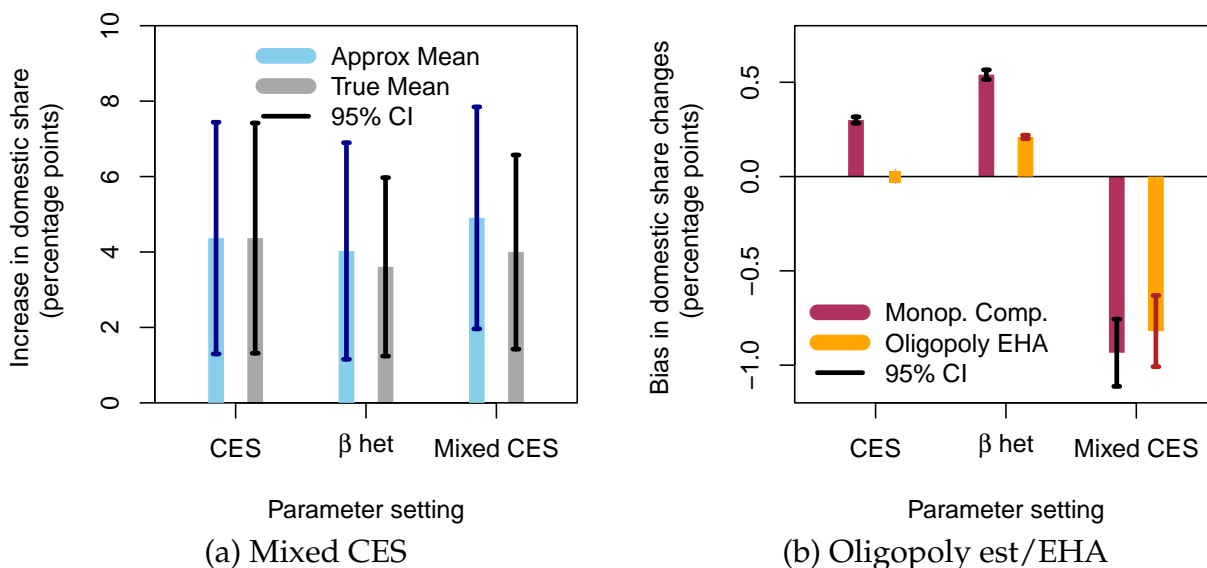 Increase in domestic share
(percentage points)
0
2
4
6
8
10
Approx Mean
True Mean
95% CI
CES
β het
Mixed CES
Parameter setting
(a) Mixed CES
Bias in domestic share changes
(percentage points)
−1.0
−0.5
0.0
0.5
Monop. Comp.
Oligopoly EHA
95% CI
CES
β het
Mixed CES
Parameter setting
(b) Oligopoly est/EHA